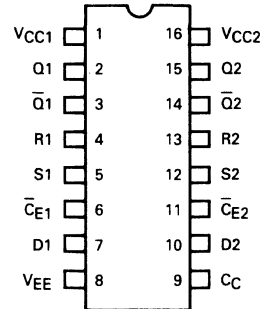 VCC1 1 16 VCC2
Q1 2 15 Q2
Q̅1 3 14 Q̅2
R1 4 13 R2
S1 5 12 S2
C̅E1 6 11 C̅E2
D1 7 10 D2
VEE 8 9 CC